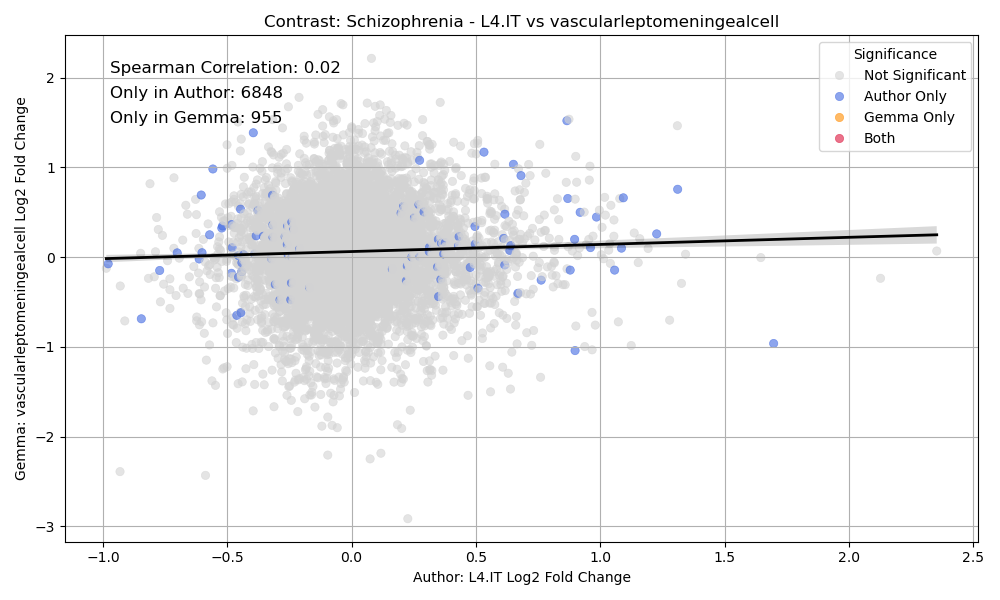 Contrast: Schizophrenia - L4.IT vs vascularleptomeningealcell
Spearman Correlation: 0.02
Only in Author: 6848
Only in Gemma: 955
Significance
Not Significant
Author Only
Gemma Only
Both
Gemma: vascularleptomeningealcell Log2 Fold Change
2
1
0
−1
−2
−3
−1.0 −0.5 0.0 0.5 1.0 1.5 2.0 2.5
Author: L4.IT Log2 Fold Change